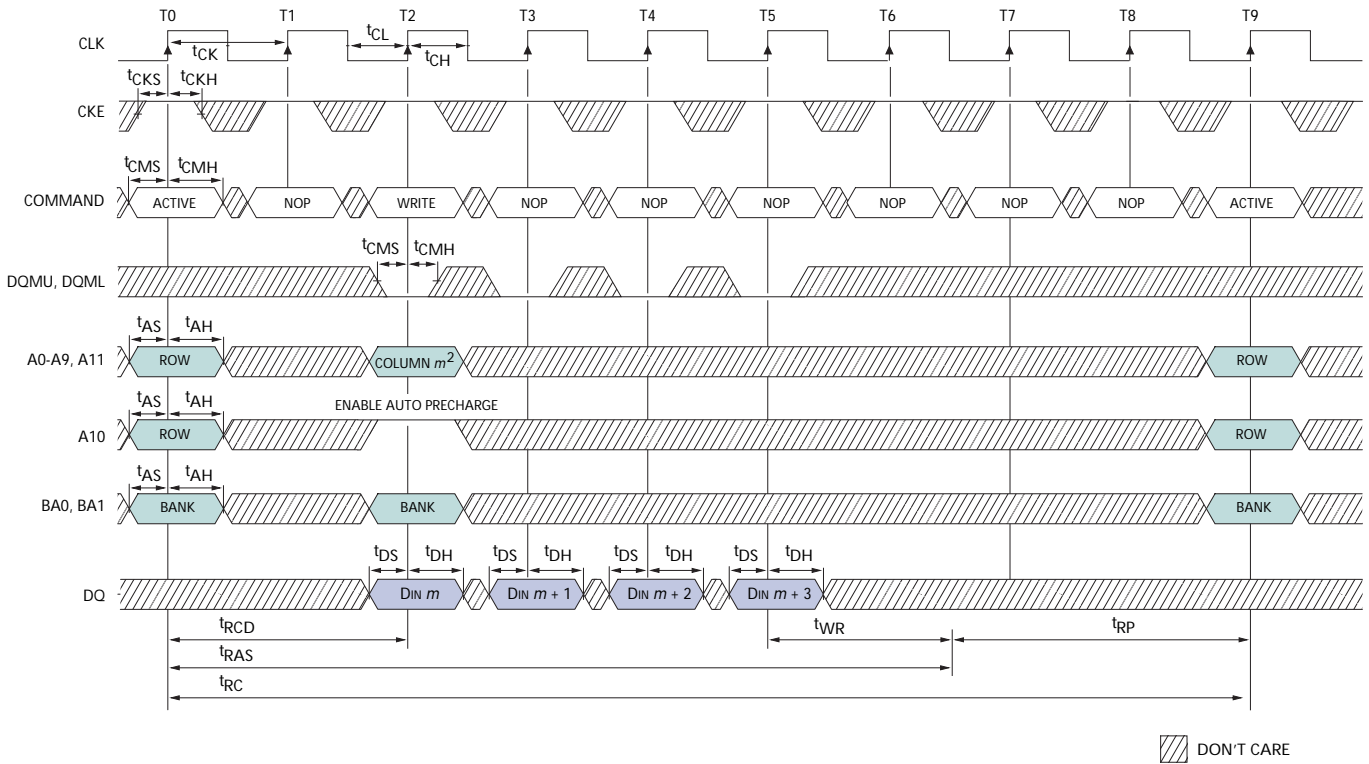 T0 T1 T2 T3 T4 T5 T6 T7 T8 T9
CLK
tCK tCL tCH
tCKS tCKH
CKE
tCMS tCMH
COMMAND ACTIVE NOP WRITE NOP NOP NOP NOP NOP NOP ACTIVE
tCMS tCMH
DQMU, DQML
tAS tAH
A0-A9, A11 ROW COLUMN m2 ROW
tAS tAH ENABLE AUTO PRECHARGE
A10 ROW ROW
tAS tAH
BA0, BA1 BANK BANK BANK
tDS tDH tDS tDH tDS tDH tDS tDH
DQ DIN m DIN m + 1 DIN m + 2 DIN m + 3
tRCD tWR tRP
tRAS
tRC
DON'T CARE